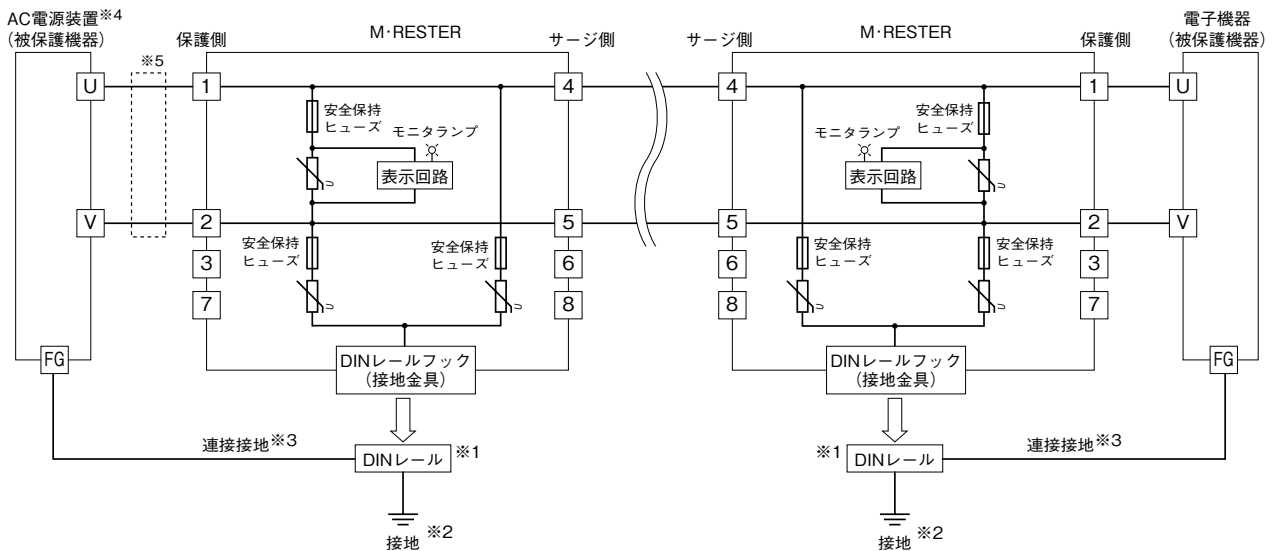 AC電源装置※4
(被保護機器)
※5
保護側
M・RESTER
サージ側
サージ側
M・RESTER
保護側
電子機器
(被保護機器)
U
1
4
4
1
U
安全保持
ヒューズ
モニタランプ
表示回路
モニタランプ
表示回路
安全保持
ヒューズ
V
2
5
5
2
V
安全保持
ヒューズ
安全保持
ヒューズ
安全保持
ヒューズ
安全保持
ヒューズ
3
6
6
3
7
8
8
7
FG
DINレールフック
(接地金具)
DINレールフック
(接地金具)
FG
連接接地※3
DINレール
※1
※1
DINレール
連接接地※3
接地
※2
接地
※2